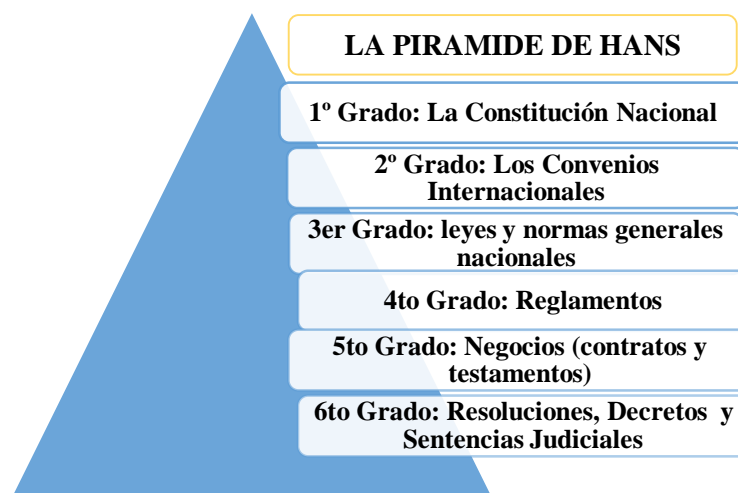 LA PIRAMIDE DE HANS
1º Grado: La Constitución Nacional
2º Grado: Los Convenios
Internacionales
3er Grado: leyes y normas generales
nacionales
4to Grado: Reglamentos
5to Grado: Negocios (contratos y
testamentos)
6to Grado: Resoluciones, Decretos y
Sentencias Judiciales